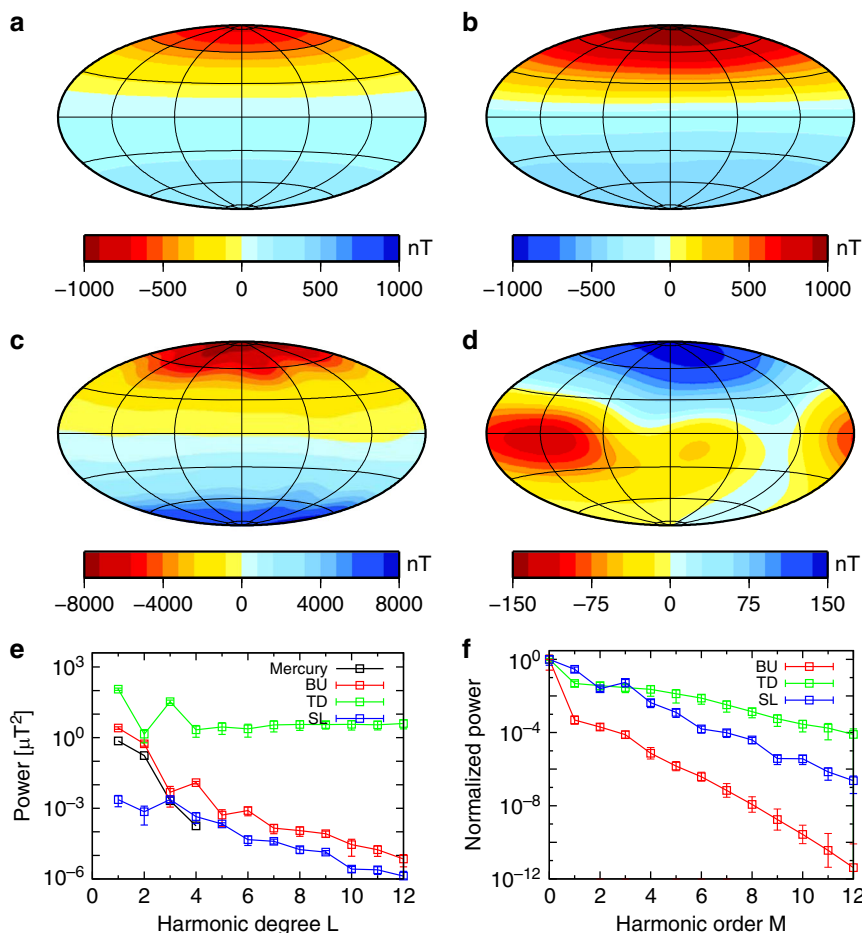 a
b
nT
−1000 −500 0 500 1000
nT
−1000 −500 0 500 1000
c
d
nT
−8000 −4000 0 4000 8000
nT
−150 −75 0 75 150
e
Power [μT²]
10³
10⁰
10⁻³
10⁻⁶
Mercury
BU
TD
SL
0 2 4 6 8 10 12
Harmonic degree L
f
Normalized power
10⁰
10⁻⁴
10⁻⁸
10⁻¹²
BU
TD
SL
0 2 4 6 8 10 12
Harmonic order M